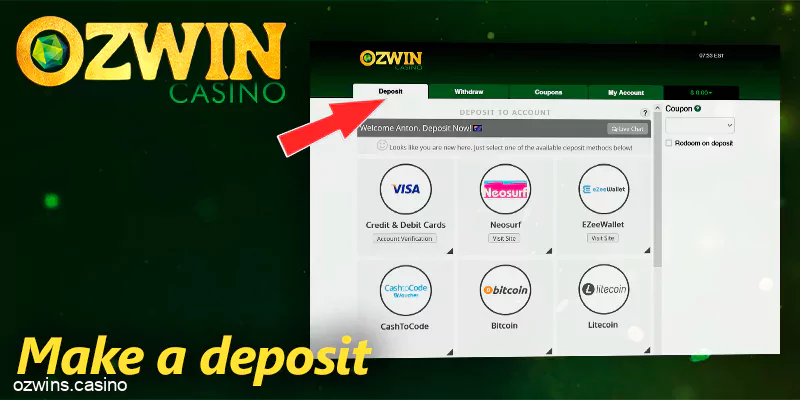 OZWIN
CASINO
OZWIN
CASINO
07:33 EST
Deposit
Withdraw
Coupons
My Account
$ 0.00+
DEPOSIT TO ACCOUNT
?
Welcome Anton. Deposit Now!
Live Chat
Looks like you are new here. Just select one of the available deposit methods below!
Coupon ?
Redeem on deposit
VISA
Neosurf
eZeeWallet
Credit & Debit Cards
Neosurf
EZeeWallet
Account Verification
Visit Site
Visit Site
CashtoCode
eVoucher
bitcoin
litecoin
CashToCode
Bitcoin
Litecoin
Make a deposit
ozwins.casino